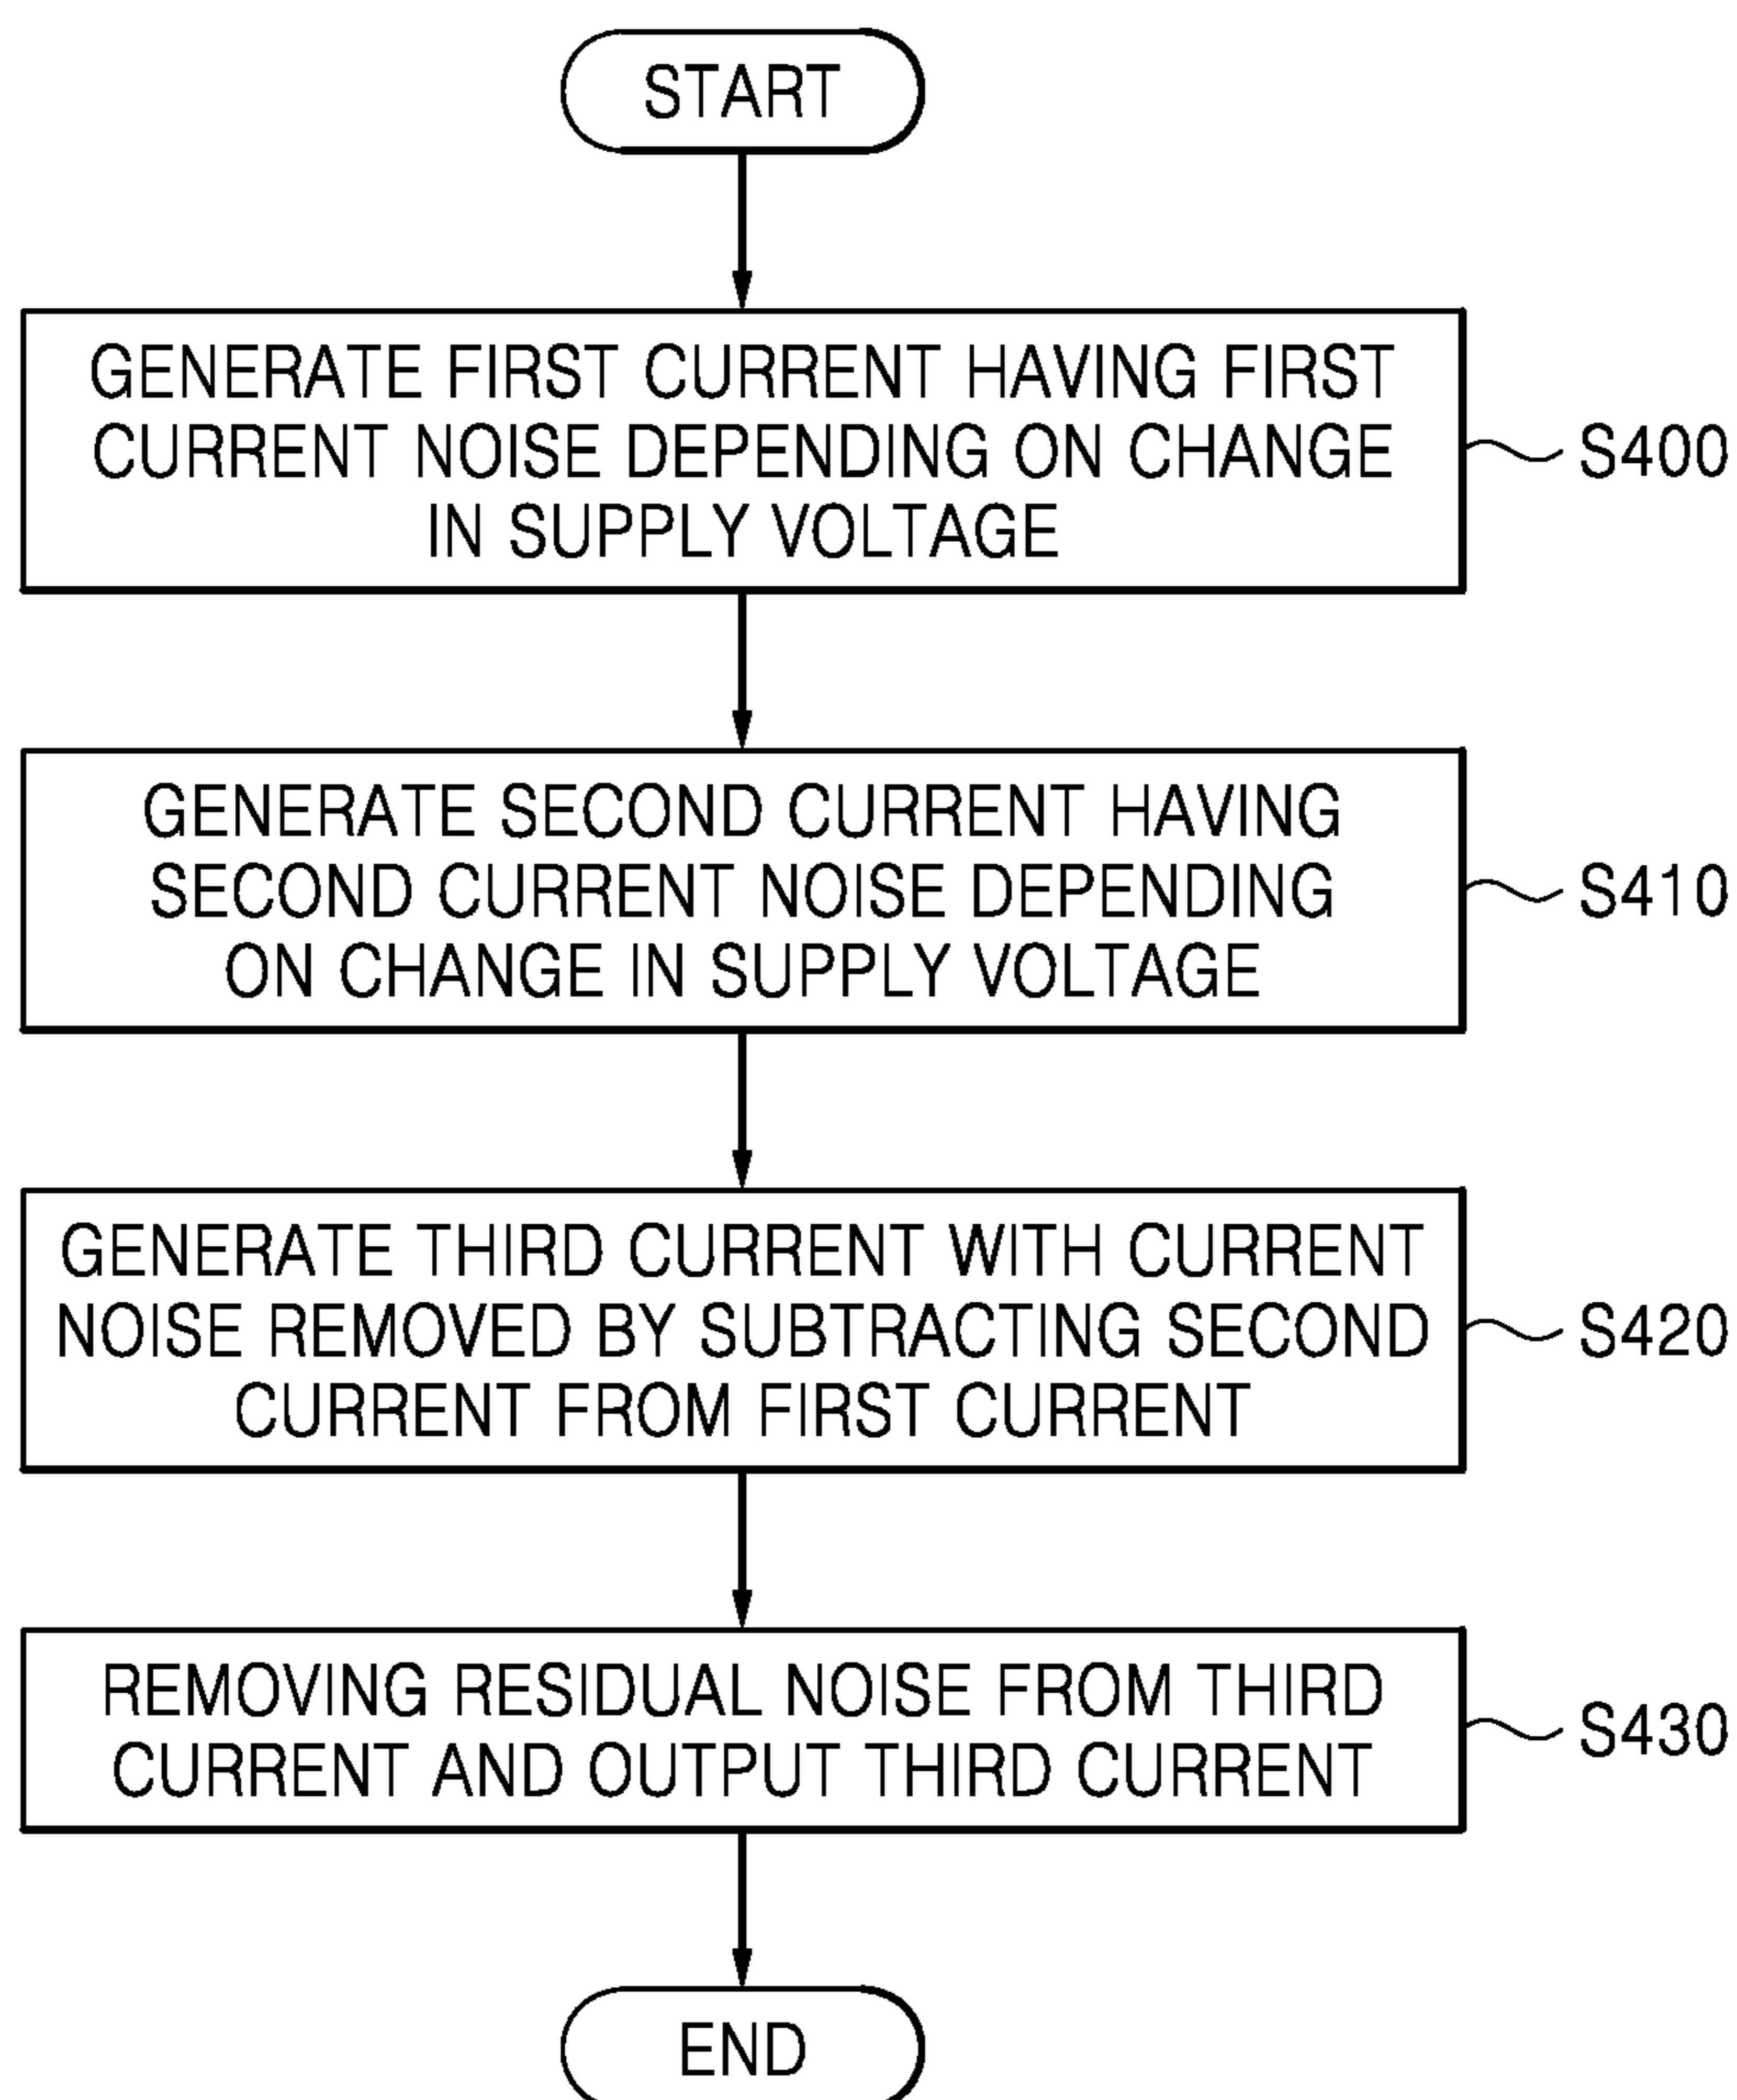 START
GENERATE FIRST CURRENT HAVING FIRST
CURRENT NOISE DEPENDING ON CHANGE
IN SUPPLY VOLTAGE
S400
GENERATE SECOND CURRENT HAVING
SECOND CURRENT NOISE DEPENDING
ON CHANGE IN SUPPLY VOLTAGE
S410
GENERATE THIRD CURRENT WITH CURRENT
NOISE REMOVED BY SUBTRACTING SECOND
CURRENT FROM FIRST CURRENT
S420
REMOVING RESIDUAL NOISE FROM THIRD
CURRENT AND OUTPUT THIRD CURRENT
S430
END